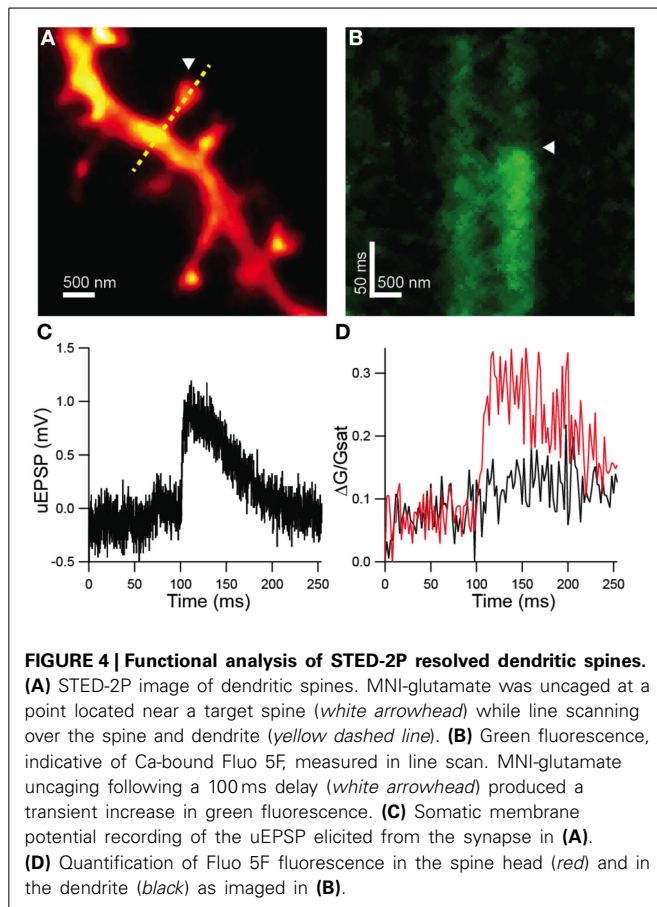 A
B
500 nm
50 ms
500 nm
C
D
1.5
1.0
0.5
0.0
-0.5
uEPSP (mV)
0 50 100 150 200 250
Time (ms)
0.3
0.2
0.1
0.0
ΔG/Gsat
0 50 100 150 200 250
Time (ms)
FIGURE 4 | Functional analysis of STED-2P resolved dendritic spines.
(A) STED-2P image of dendritic spines. MNI-glutamate was uncaged at a
point located near a target spine (white arrowhead) while line scanning
over the spine and dendrite (yellow dashed line). (B) Green fluorescence,
indicative of Ca-bound Fluo 5F, measured in line scan. MNI-glutamate
uncaging following a 100 ms delay (white arrowhead) produced a
transient increase in green fluorescence. (C) Somatic membrane
potential recording of the uEPSP elicited from the synapse in (A).
(D) Quantification of Fluo 5F fluorescence in the spine head (red) and in
the dendrite (black) as imaged in (B).